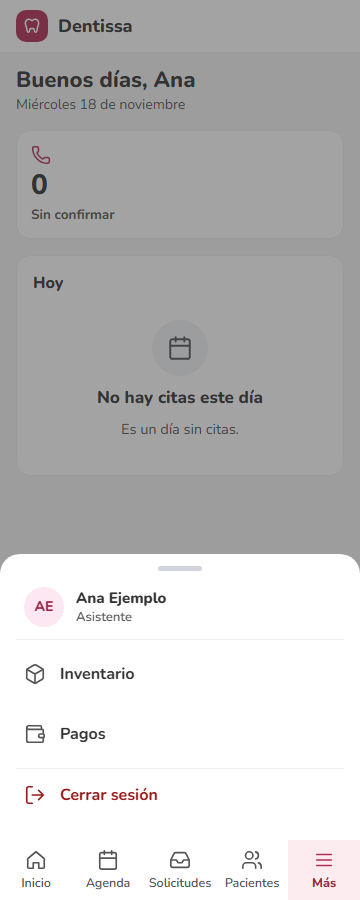 Dentissa
Buenos días, Ana
Miércoles 18 de noviembre
0
Sin confirmar
Hoy
No hay citas este día
Es un día sin citas.
AE
Ana Ejemplo
Asistente
Inventario
Pagos
Cerrar sesión
Inicio
Agenda
Solicitudes
Pacientes
Más